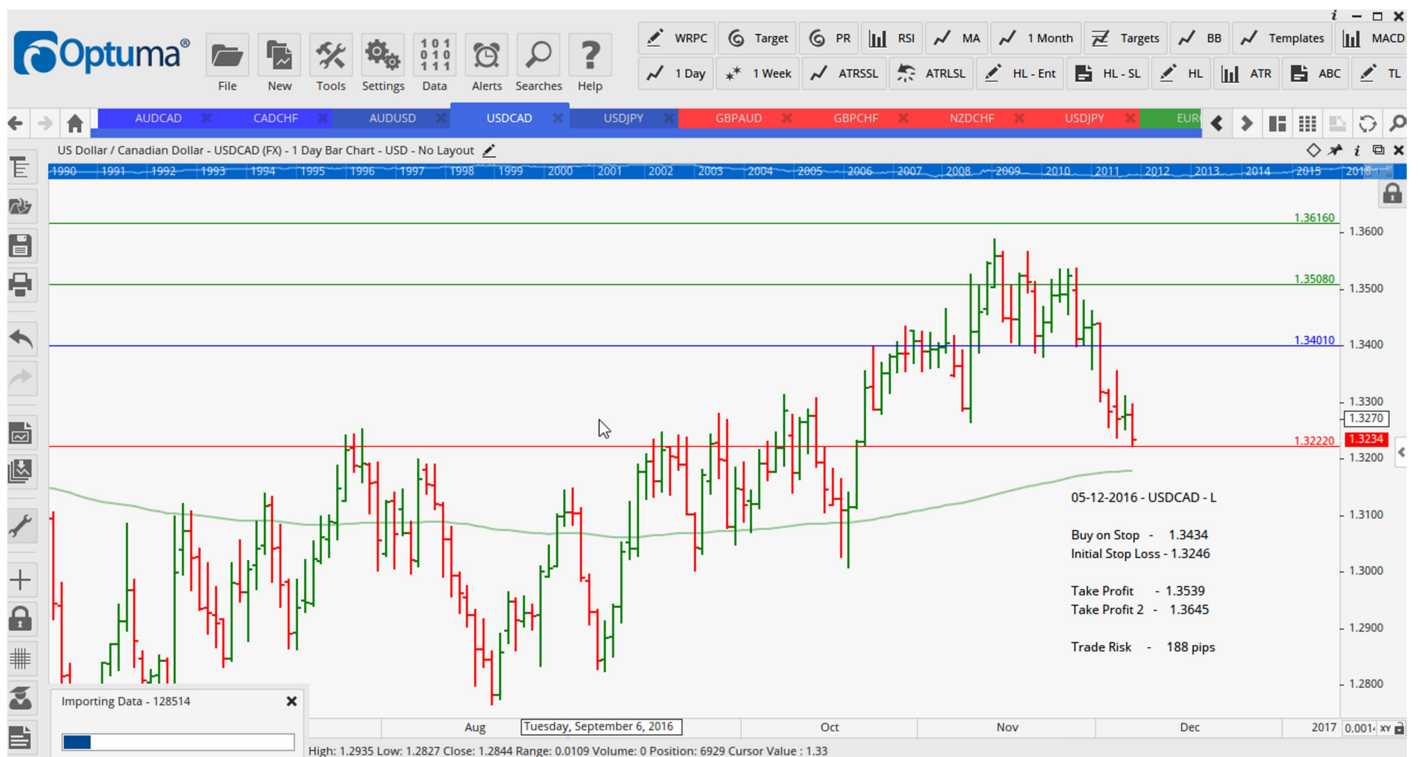 i
Optuma®
File New Tools Settings 101 010 111 Data Alerts Searches ? Help
WRPC Target PR RSI MA 1 Month Targets BB Templates MACD
1 Day 1 Week ATRSSL ATRLSL HL - Ent HL - SL HL ATR ABC TL
AUDCAD CADCHF AUDUSD USDCAD USDJPY GBPAUD GBPCHF NZDCHF USDJPY EUR
US Dollar / Canadian Dollar - USDCAD (FX) - 1 Day Bar Chart - USD - No Layout i
1990 1991 1992 1993 1994 1995 1996 1997 1998 1999 2000 2001 2002 2003 2004 2005 2006 2007 2008 2009 2010 2011 2012 2013 2014 2015 2016
1.36160
1.3600
1.35080
1.3500
1.34010
1.3400
1.3300
1.3270
1.32220 1.3234
1.3200
05-12-2016 - USDCAD - L
1.3100
Buy on Stop - 1.3434
Initial Stop Loss - 1.3246
1.3000
Take Profit - 1.3539
Take Profit 2 - 1.3645
1.2900
Trade Risk - 188 pips
1.2800
Importing Data - 128514
Aug Tuesday, September 6, 2016 Oct Nov Dec 2017 XY
High: 1.2935 Low: 1.2827 Close: 1.2844 Range: 0.0109 Volume: 0 Position: 6929 Cursor Value : 1.33